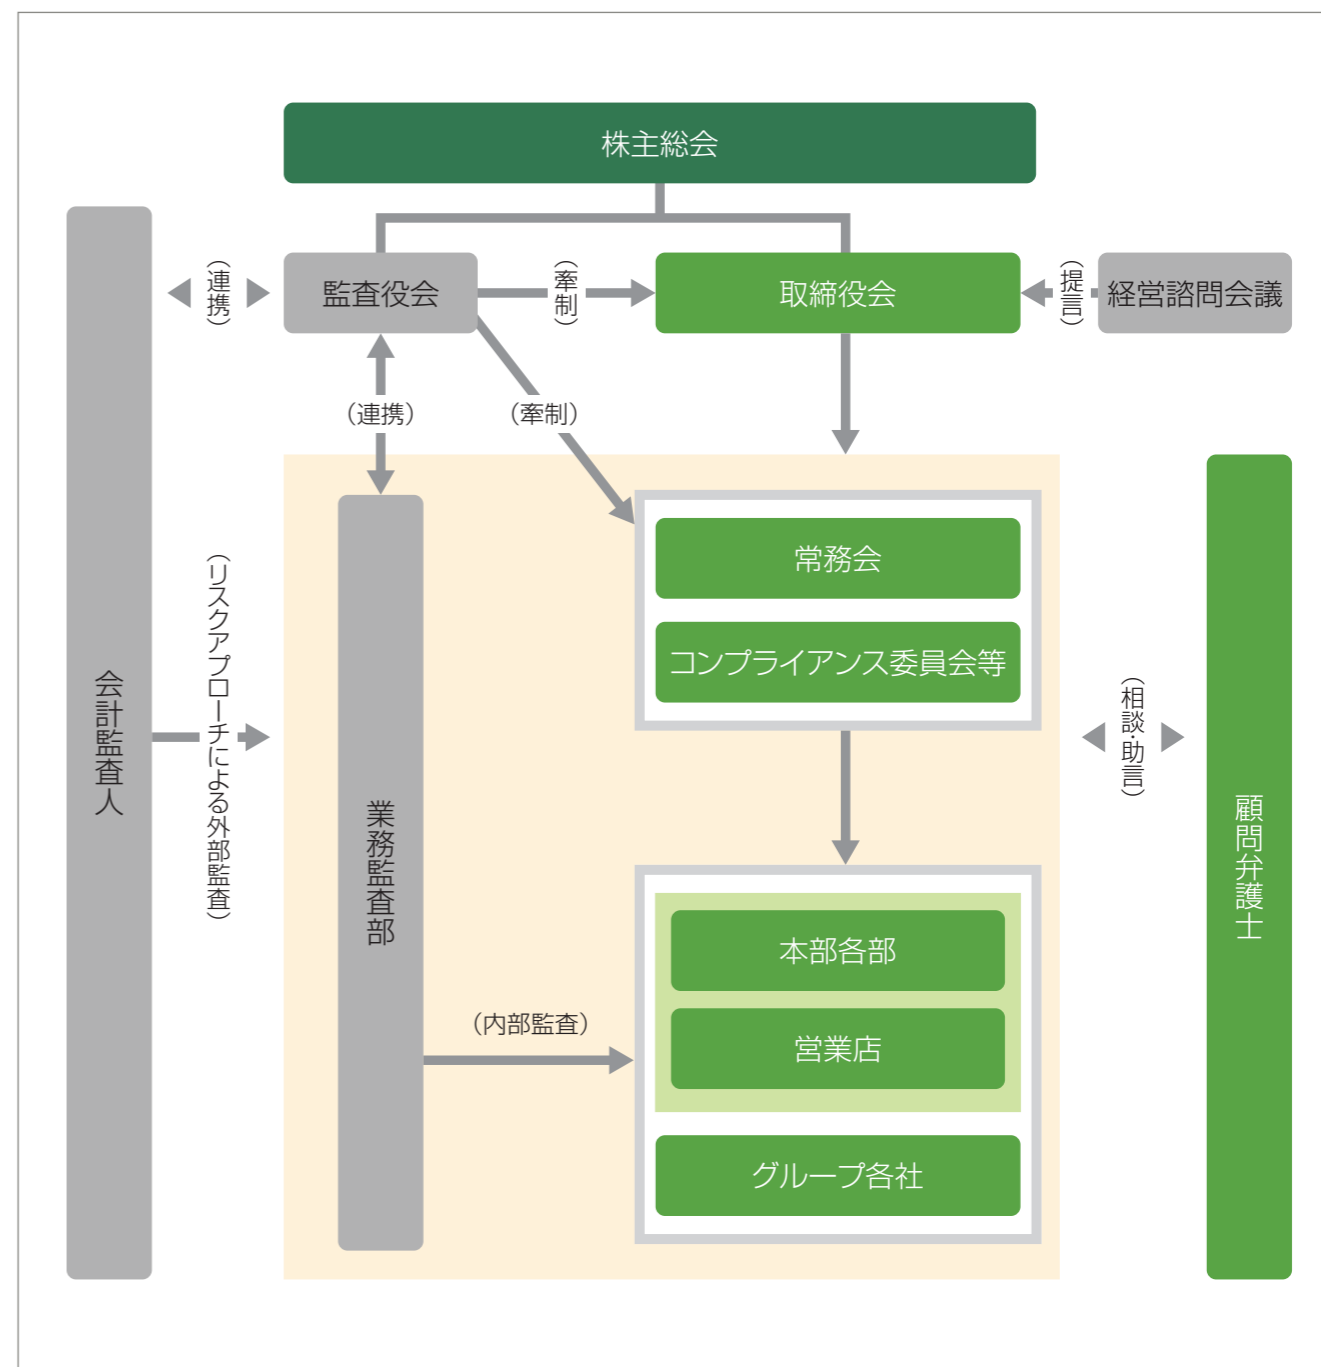 株主総会
(連携)
監査役会
(牽制)
取締役会
(提言)
経営諮問会議
(連携)
(牽制)
常務会
コンプライアンス委員会等
会計監査人
(リスクアプローチによる外部監査)
業務監査部
(相談・助言)
顧問弁護士
本部各部
(内部監査)
営業店
グループ各社